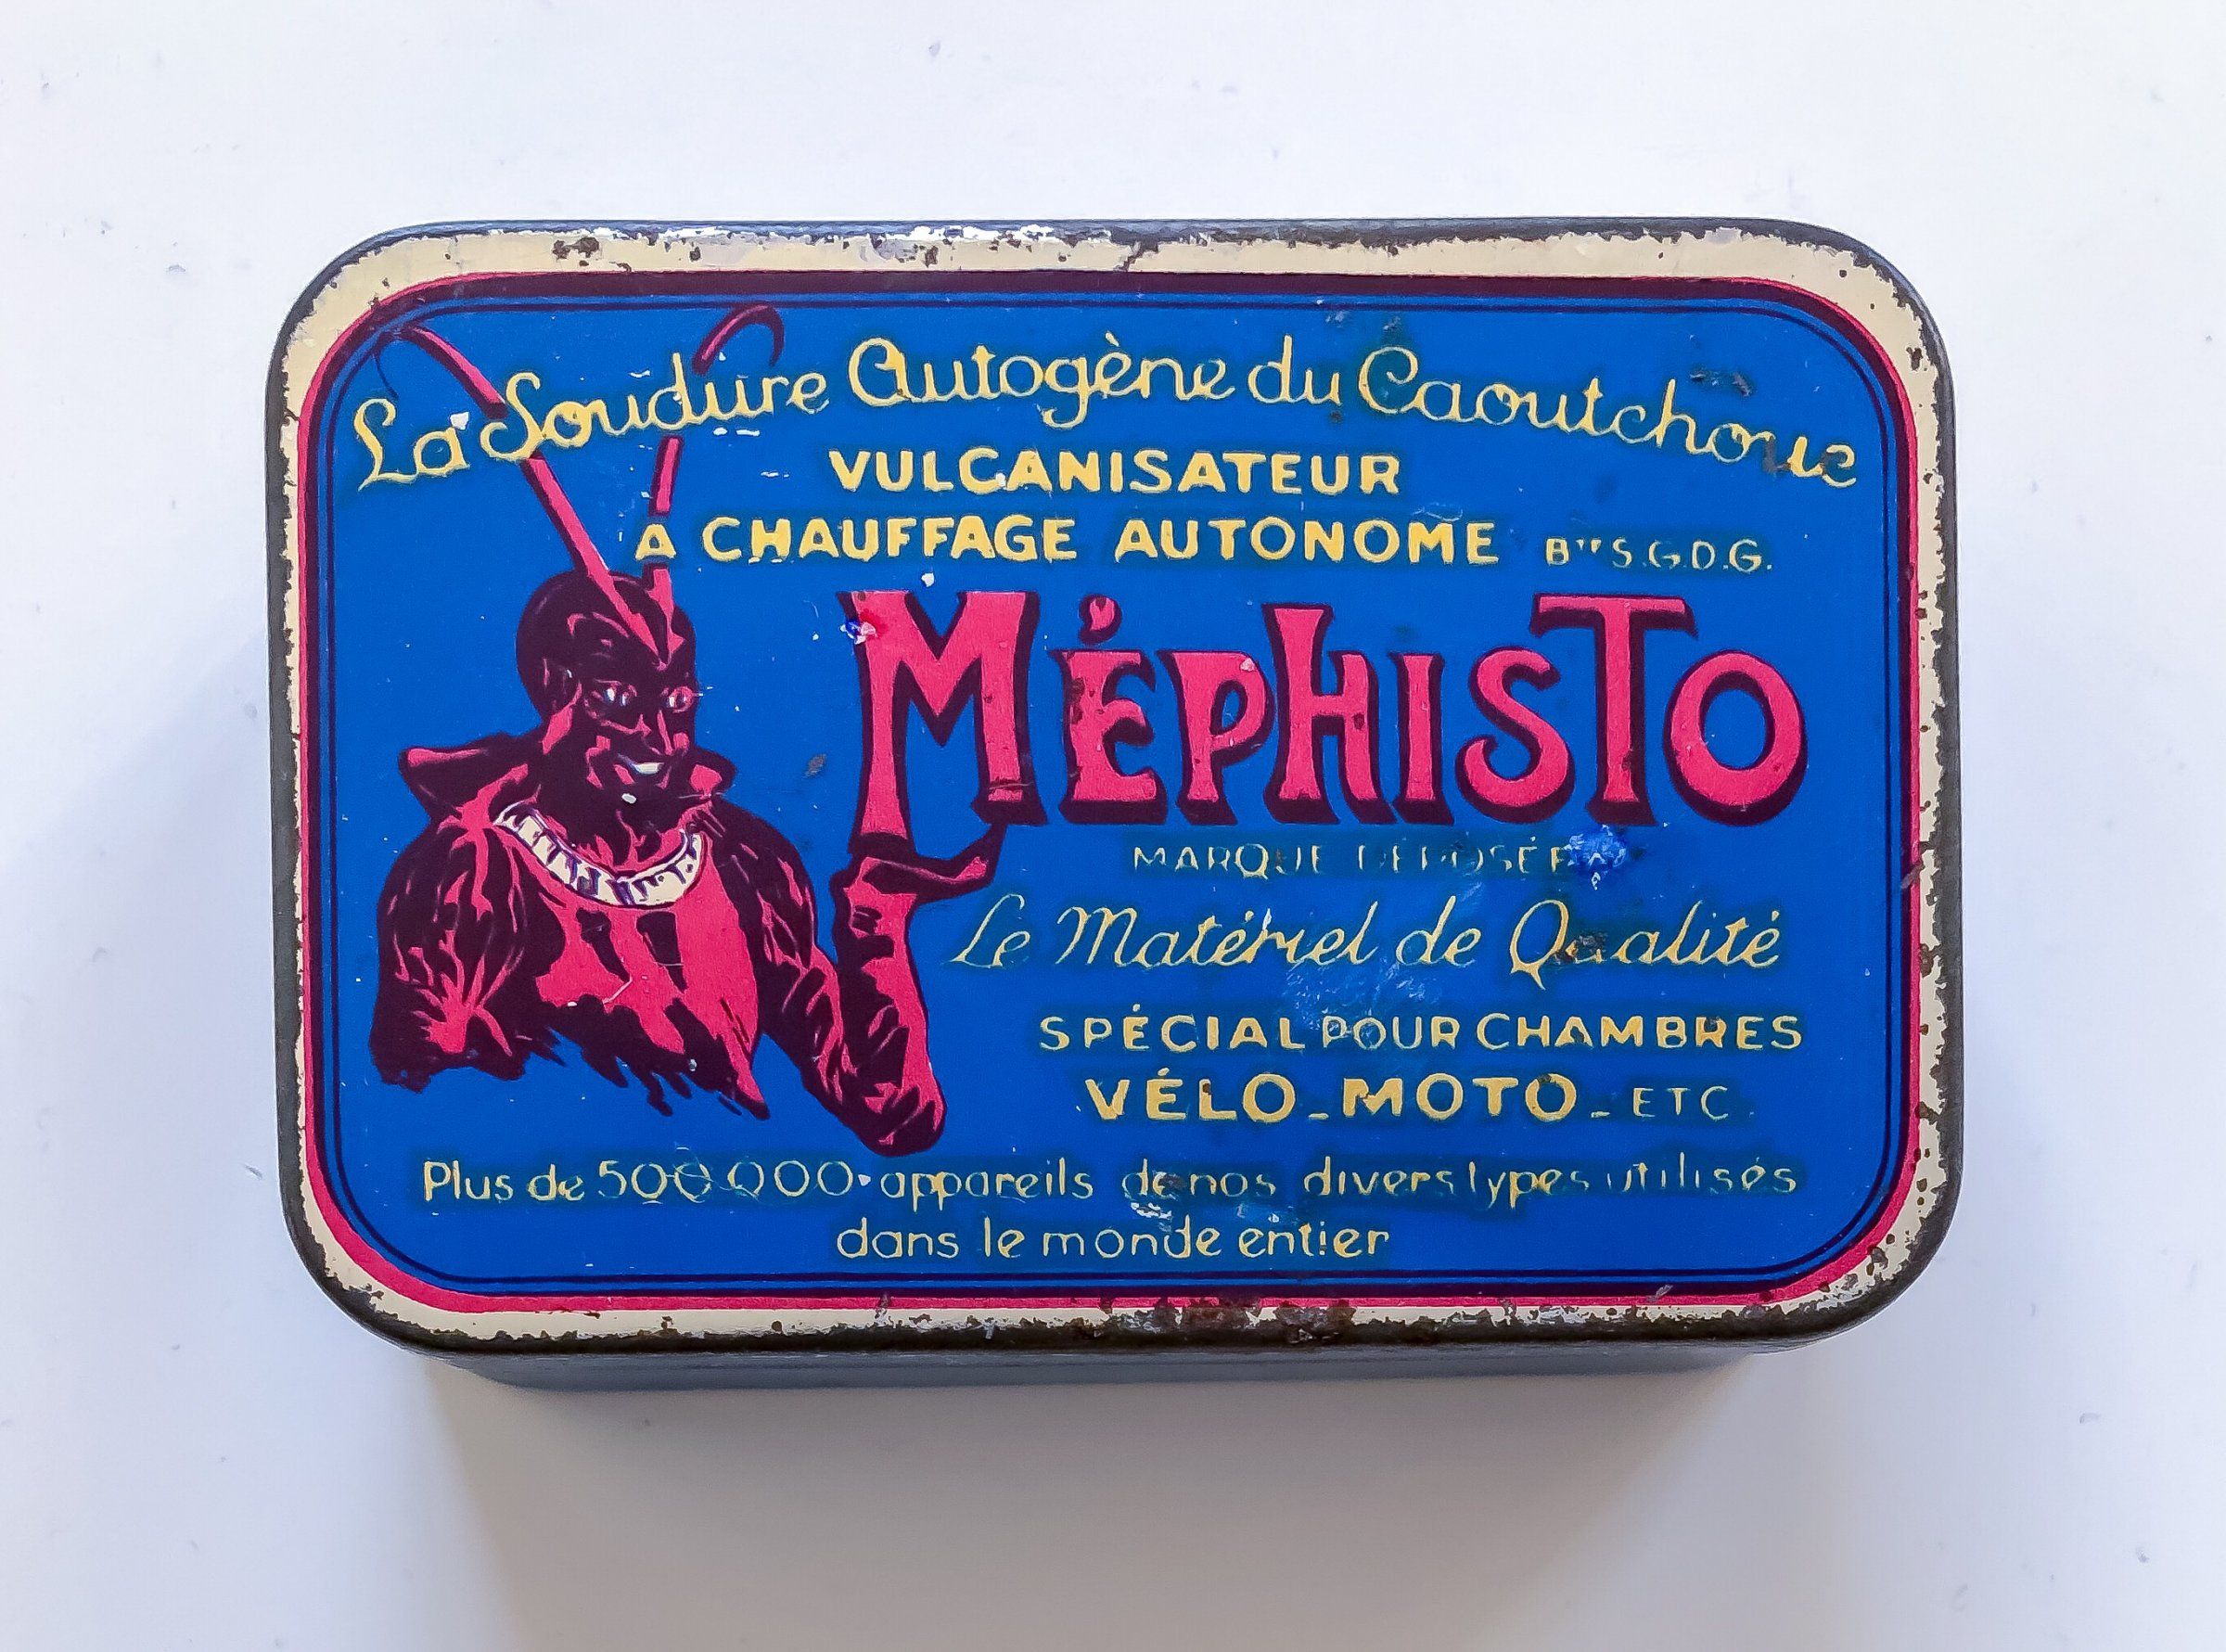 La Soudure Autogène du Caoutchouc
VULCANISATEUR
A CHAUFFAGE AUTONOME Btés S.G.D.G.
MÉPHISTO
MARQUE DÉPOSÉE
Le Matériel de Qualité
SPÉCIAL POUR CHAMBRES
VÉLO_MOTO_ETC.
Plus de 500 000 appareils de nos divers types utilisés
dans le monde entier